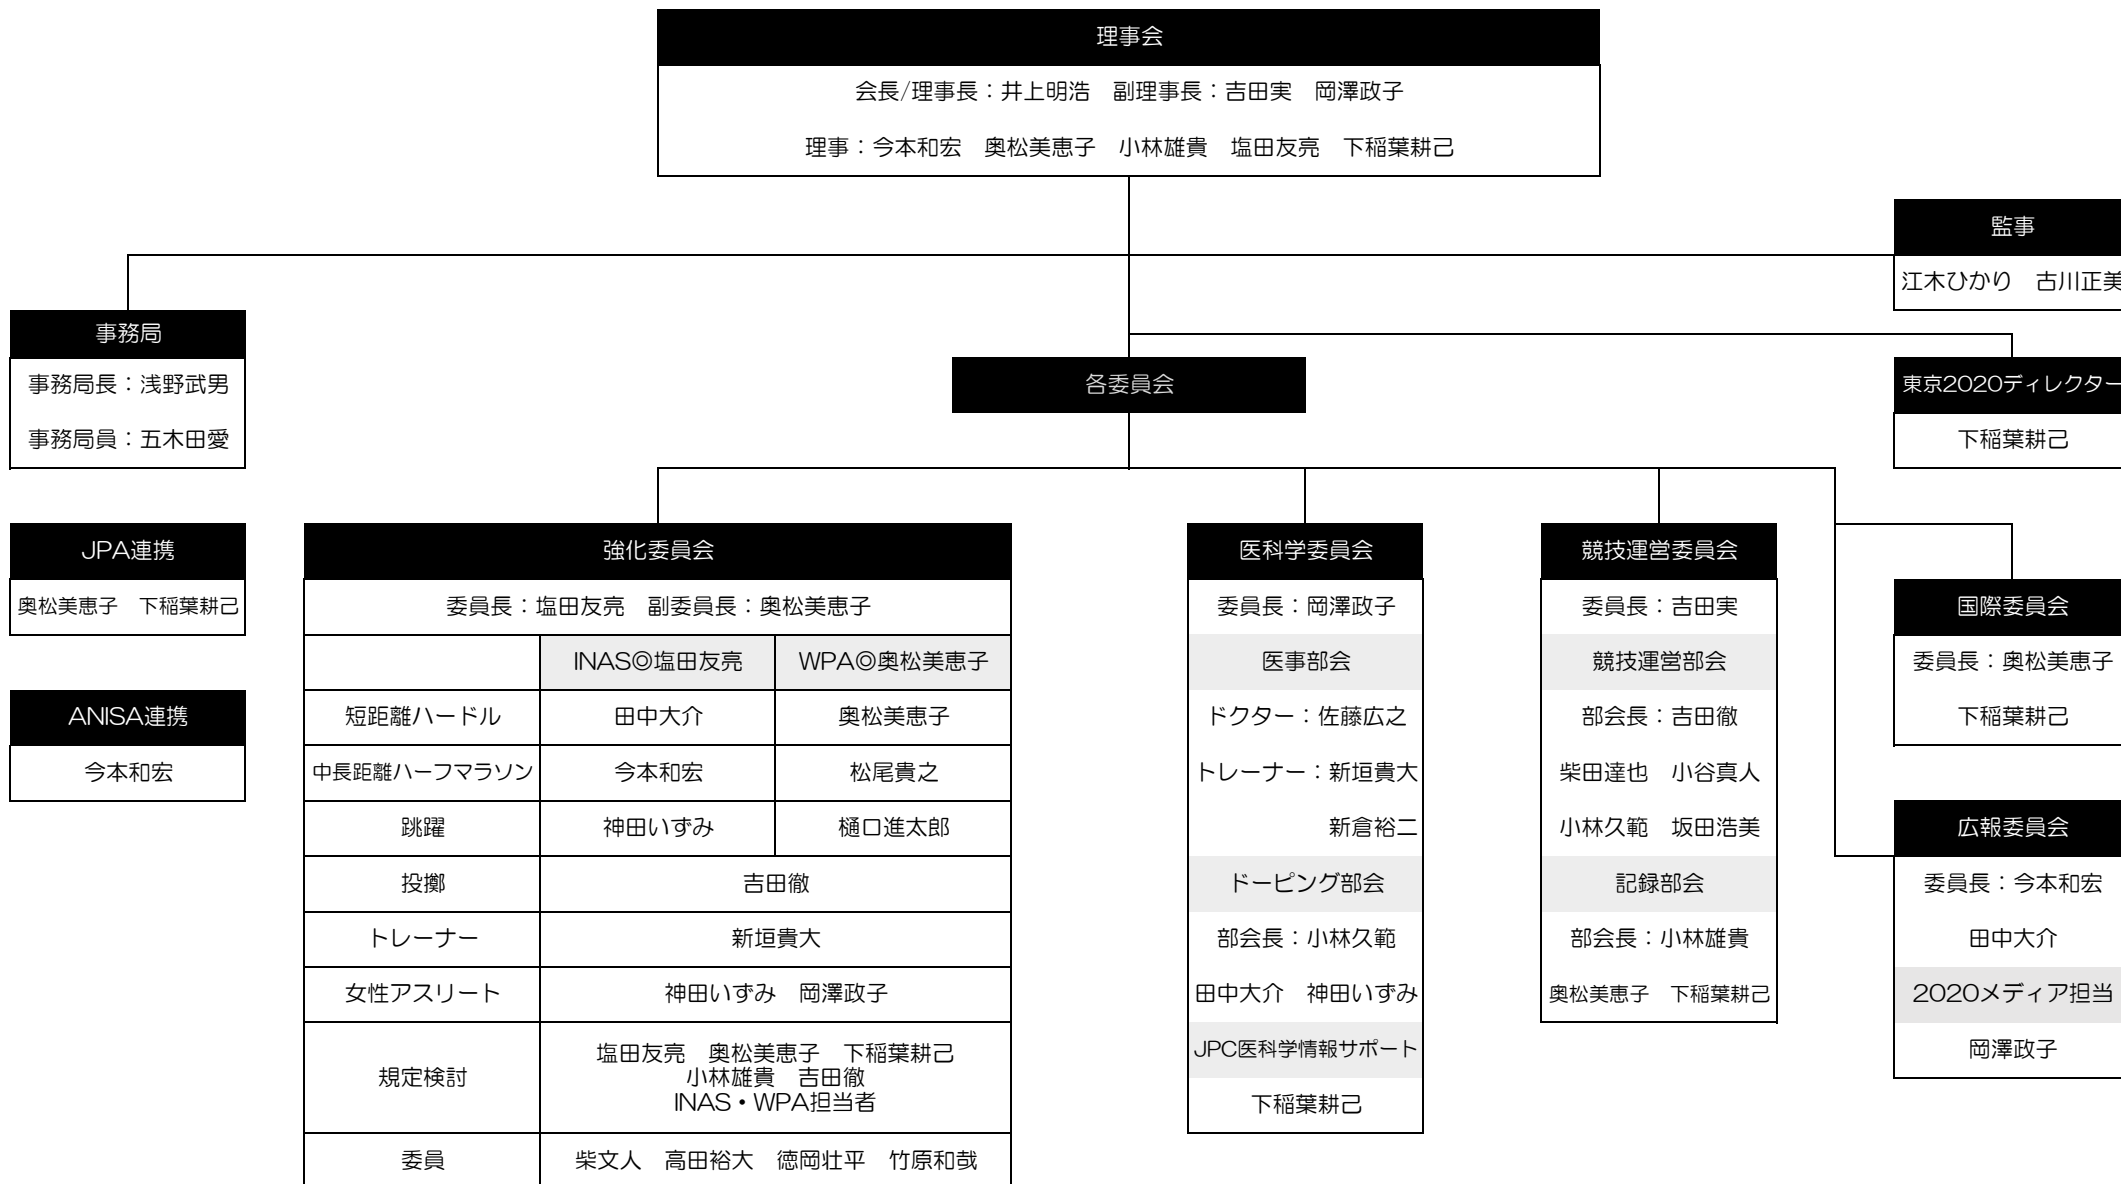 理事会
会長/理事長：井上明浩　副理事長：吉田実　岡澤政子
理事：今本和宏　奥松美恵子　小林雄貴　塩田友亮　下稲葉耕己
監事
江木ひかり　古川正美
事務局
事務局長：浅野武男
事務局員：五木田愛
各委員会
東京2020ディレクター
下稲葉耕己
JPA連携
奥松美恵子　下稲葉耕己
ANISA連携
今本和宏
強化委員会
委員長：塩田友亮　副委員長：奥松美恵子
INAS◎塩田友亮　WPA◎奥松美恵子
短距離ハードル　田中大介　奥松美恵子
中長距離ハーフマラソン　今本和宏　松尾貴之
跳躍　神田いずみ　樋口進太郎
投擲　吉田徹
トレーナー　新垣貴大
女性アスリート　神田いずみ　岡澤政子
規定検討
塩田友亮　奥松美恵子　下稲葉耕己
小林雄貴　吉田徹
INAS・WPA担当者
委員　柴文人　高田裕大　徳岡壮平　竹原和哉
医科学委員会
委員長：岡澤政子
医事部会
ドクター：佐藤広之
トレーナー：新垣貴大
新倉裕二
ドーピング部会
部会長：小林久範
田中大介　神田いずみ
JPC医科学情報サポート
下稲葉耕己
競技運営委員会
委員長：吉田実
競技運営部会
部会長：吉田徹
柴田達也　小谷真人
小林久範　坂田浩美
記録部会
部会長：小林雄貴
奥松美恵子　下稲葉耕己
国際委員会
委員長：奥松美恵子
下稲葉耕己
広報委員会
委員長：今本和宏
田中大介
2020メディア担当
岡澤政子